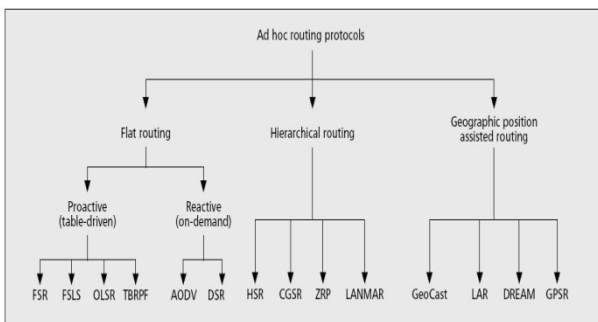 Ad hoc routing protocols
Flat routing
Hierarchical routing
Geographic position
assisted routing
Proactive
(table-driven)
Reactive
(on-demand)
FSR FSLS OLSR TBRPF AODV DSR HSR CGSR ZRP LANMAR GeoCast LAR DREAM GPSR